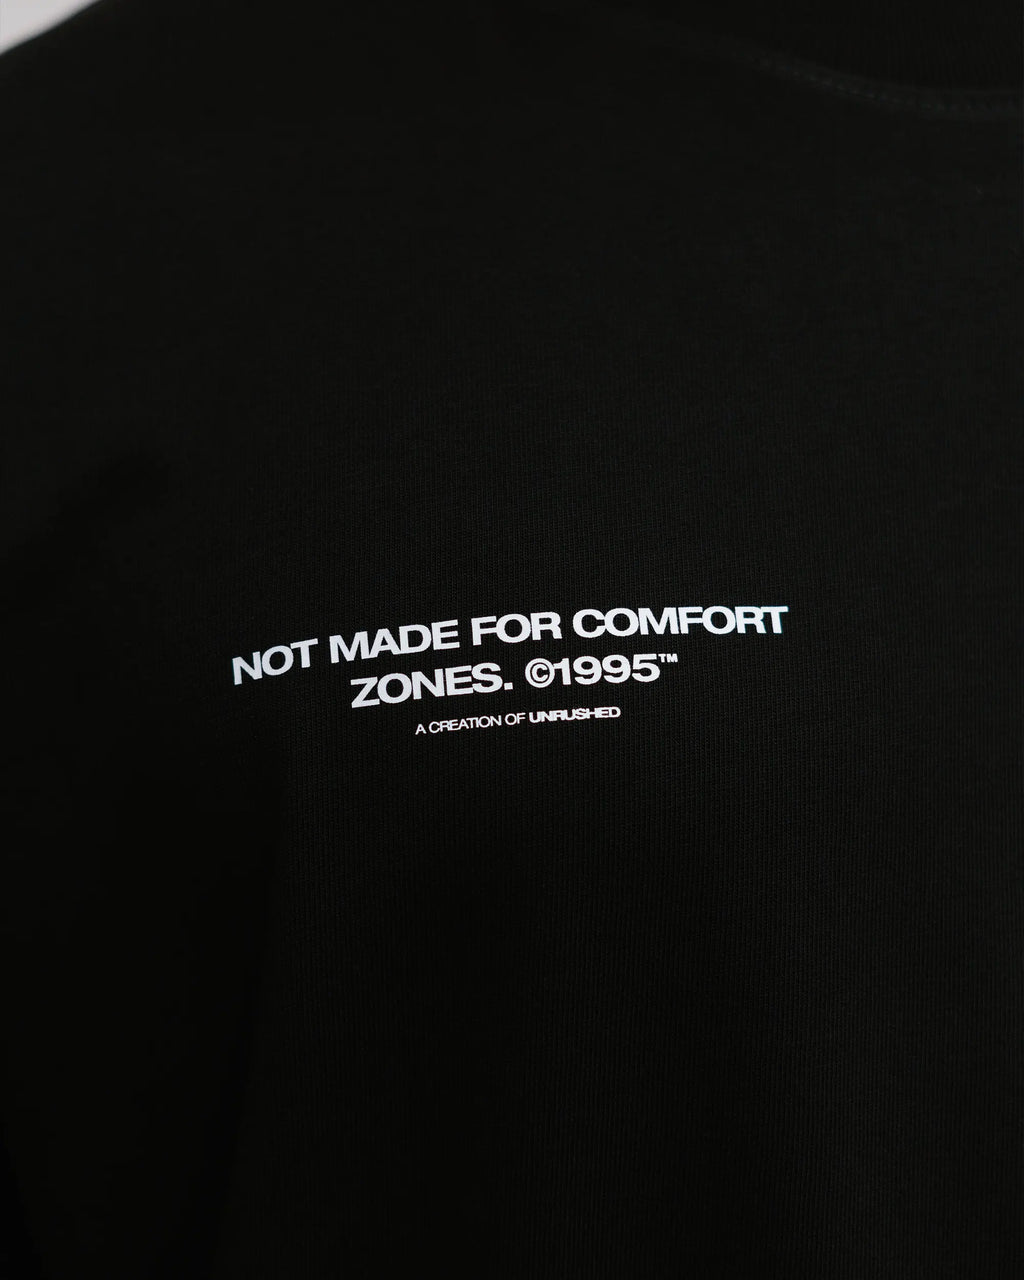 NOT MADE FOR COMFORT
ZONES. ©1995™
A CREATION OF UNRUSHED